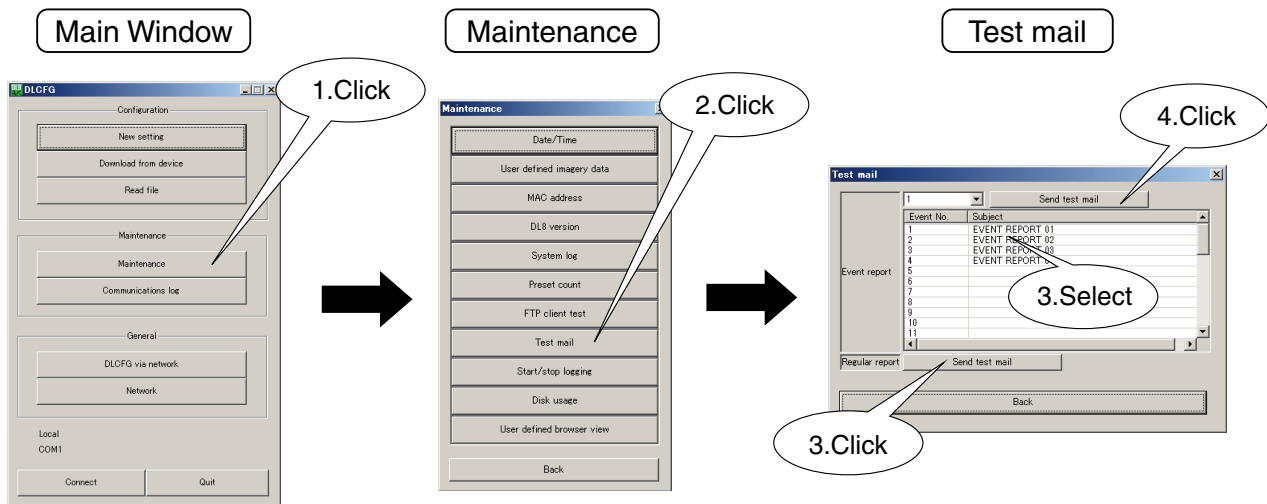 Main Window
DLCFG
1.Click
Configuration
New setting
Download from device
Read file
Maintenance
Maintenance
Communications log
General
DLCFG via network
Network
Local
COM1
Connect
Quit
Maintenance
Maintenance
2.Click
Date/Time
User defined imagery data
MAC address
DL8 version
System log
Preset count
FTP client test
Test mail
Start/stop logging
Disk usage
User defined browser view
Back
Test mail
4.Click
Test mail
1
Send test mail
Event No. Subject
1 EVENT REPORT 01
2 EVENT REPORT 02
3 EVENT REPORT 03
4 EVENT REPORT
5
6
7
8
9
10
11
Event report
3.Select
Regular report
Send test mail
Back
3.Click